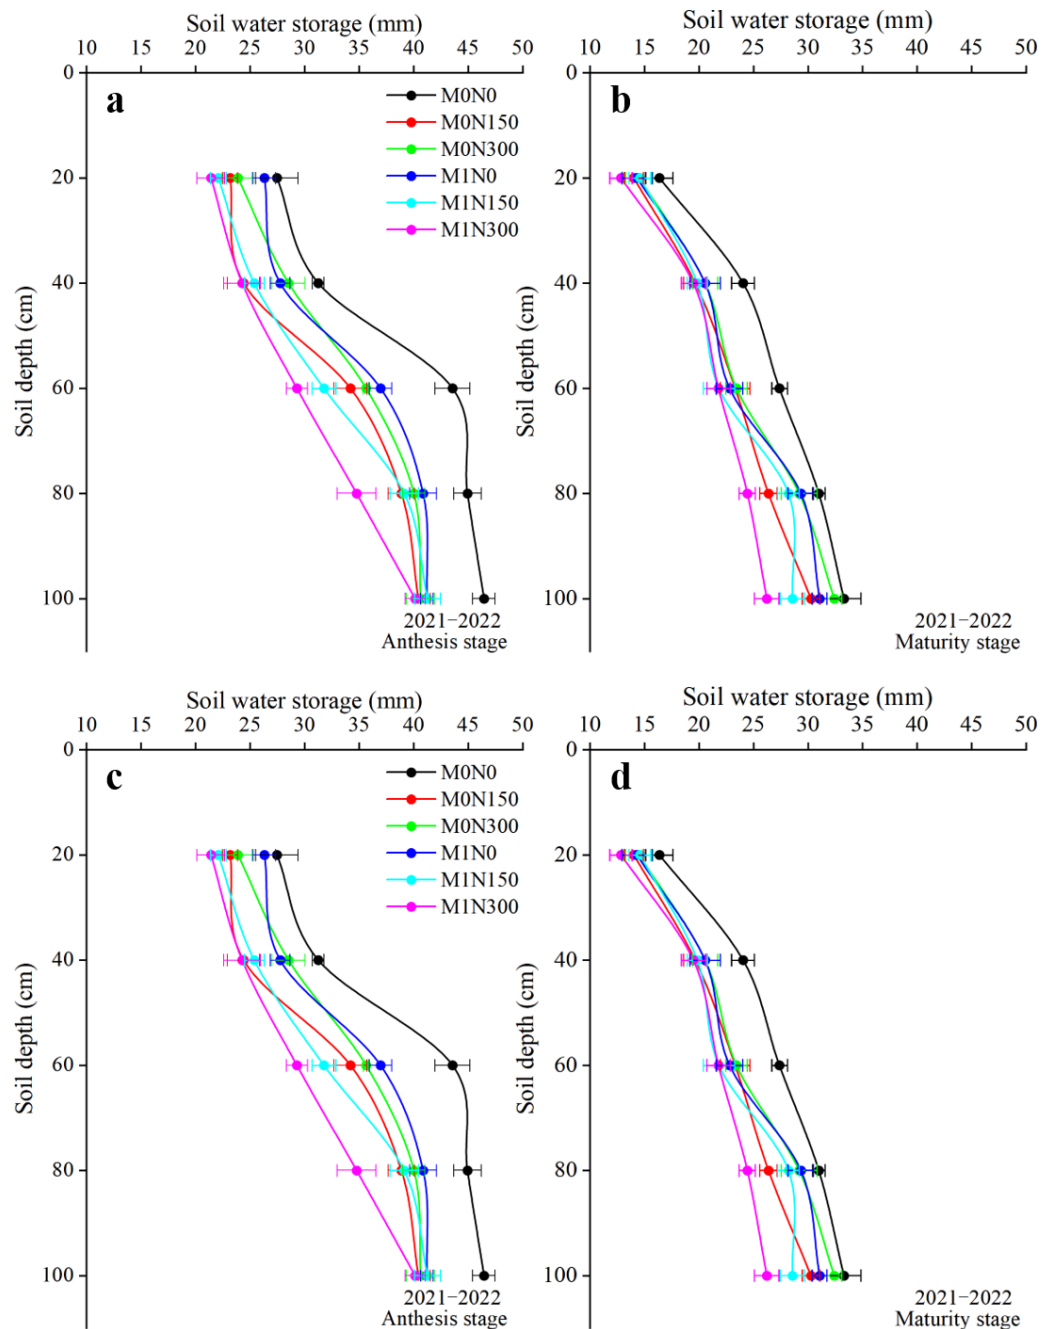 Soil water storage (mm)
10 15 20 25 30 35 40 45 50
0
20
40
60
80
100
Soil depth (cm)
a
M0N0
M0N150
M0N300
M1N0
M1N150
M1N300
2021−2022
Anthesis stage
Soil water storage (mm)
10 15 20 25 30 35 40 45 50
0
20
40
60
80
100
Soil depth (cm)
b
2021−2022
Maturity stage
Soil water storage (mm)
10 15 20 25 30 35 40 45 50
0
20
40
60
80
100
Soil depth (cm)
c
M0N0
M0N150
M0N300
M1N0
M1N150
M1N300
2021−2022
Anthesis stage
Soil water storage (mm)
10 15 20 25 30 35 40 45 50
0
20
40
60
80
100
Soil depth (cm)
d
2021−2022
Maturity stage